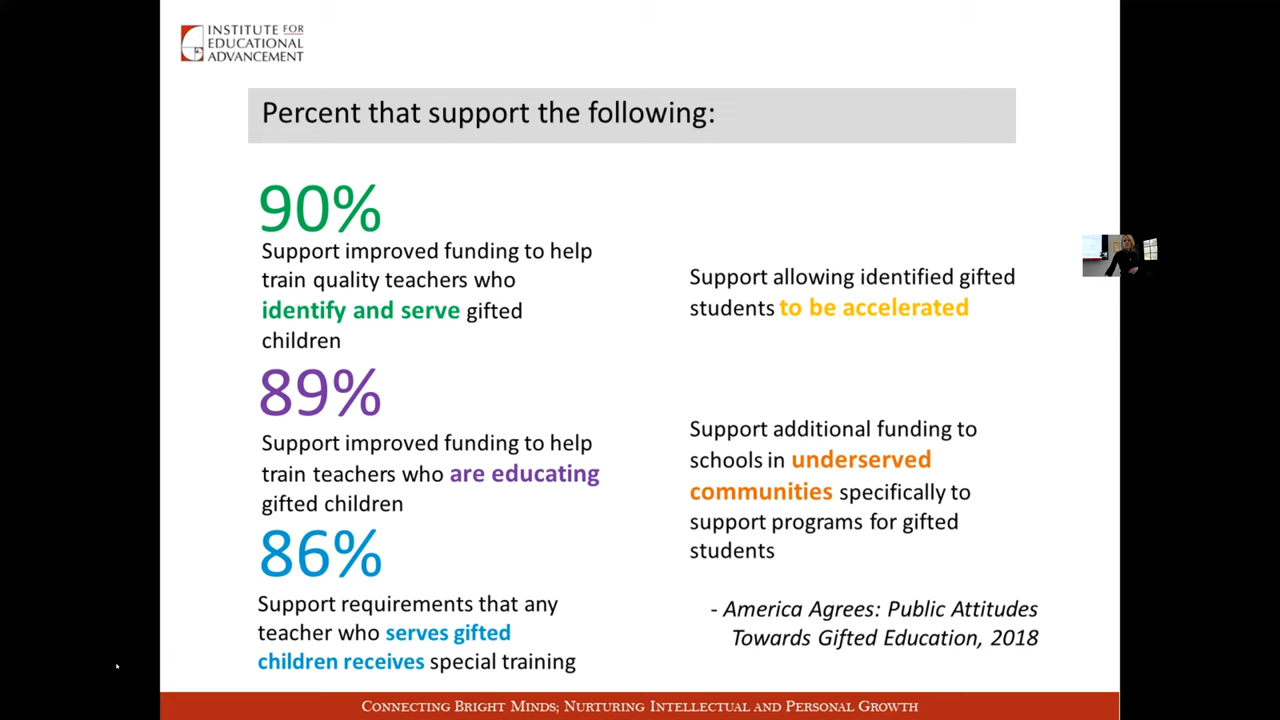 INSTITUTE FOR
EDUCATIONAL
ADVANCEMENT
Percent that support the following:
90%
Support improved funding to help
train quality teachers who
identify and serve gifted
children
89%
Support improved funding to help
train teachers who are educating
gifted children
86%
Support requirements that any
teacher who serves gifted
children receives special training
Support allowing identified gifted
students to be accelerated
Support additional funding to
schools in underserved
communities specifically to
support programs for gifted
students
- America Agrees: Public Attitudes
Towards Gifted Education, 2018
CONNECTING BRIGHT MINDS; NURTURING INTELLECTUAL AND PERSONAL GROWTH